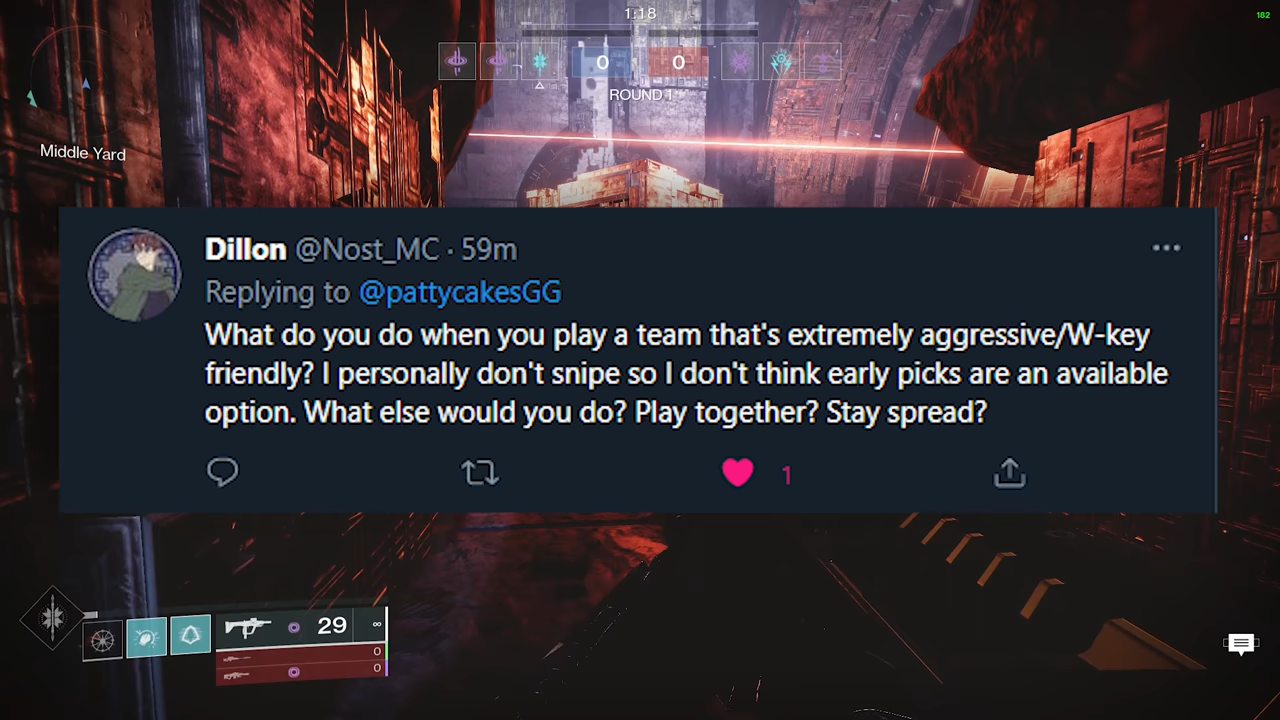 1:18
182
0
0
ROUND 1
Middle Yard
Dillon @Nost_MC · 59m
Replying to @pattycakesGG
What do you do when you play a team that's extremely aggressive/W-key
friendly? I personally don't snipe so I don't think early picks are an available
option. What else would you do? Play together? Stay spread?
1
29
∞
0
0